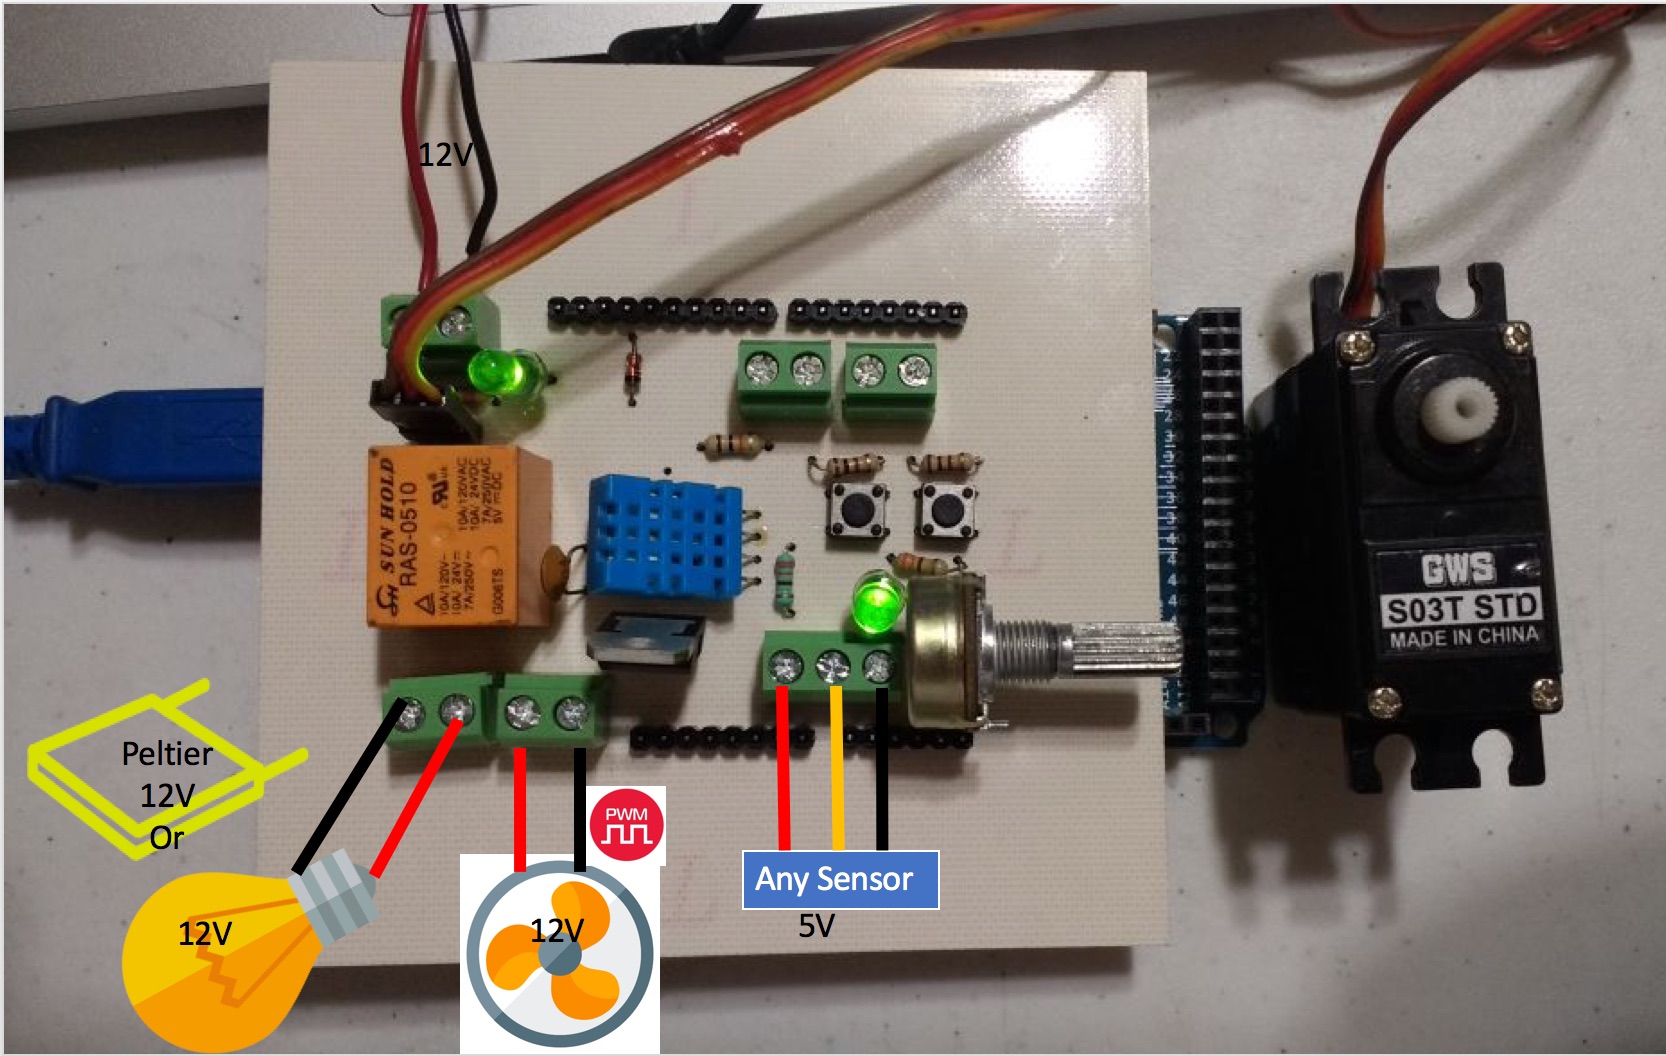 12V
SUN HOLD
RAS-0510
10A/120V~
10A/ 24V
7A/250V~
10A/120VAC
10A/ 24VDC
7A/250VAC
5V DC
G006TS
GWS
S03T STD
MADE IN CHINA
Peltier
12V
Or
12V
PWM
12V
Any Sensor
5V